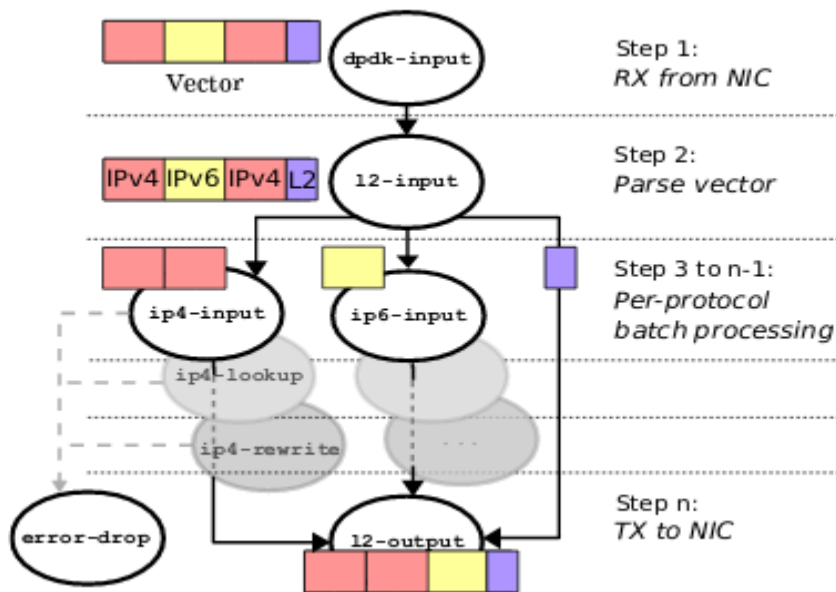 dpdk-input
Step 1:
RX from NIC
Vector
IPv4 IPv6 IPv4 L2
l2-input
Step 2:
Parse vector
ip4-input
ip6-input
Step 3 to n-1:
Per-protocol
batch processing
ip4-lookup
ip4-rewrite
...
error-drop
l2-output
Step n:
TX to NIC